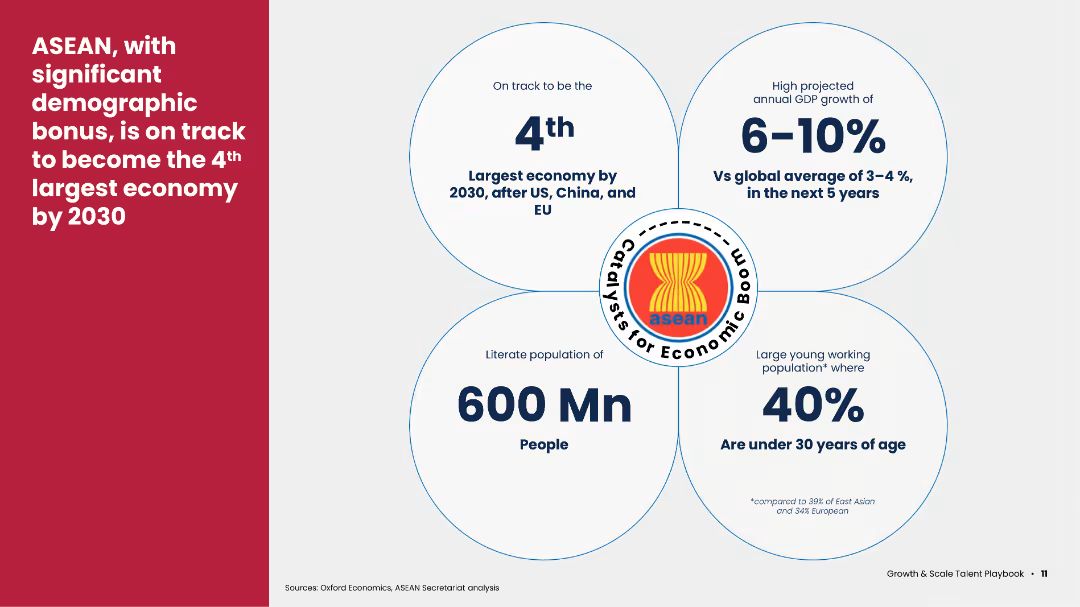 ASEAN, with
significant
demographic
bonus, is on track
to become the 4th
largest economy
by 2030
On track to be the
4th
Largest economy by
2030, after US, China, and
EU
High projected
annual GDP growth of
6-10%
Vs global average of 3–4 %,
in the next 5 years
Catalysts for Economic Boom
asean
Literate population of
600 Mn
People
Large young working
population* where
40%
Are under 30 years of age
*compared to 39% of East Asian
and 34% European
Growth & Scale Talent Playbook • 11
Sources: Oxford Economics, ASEAN Secretariat analysis